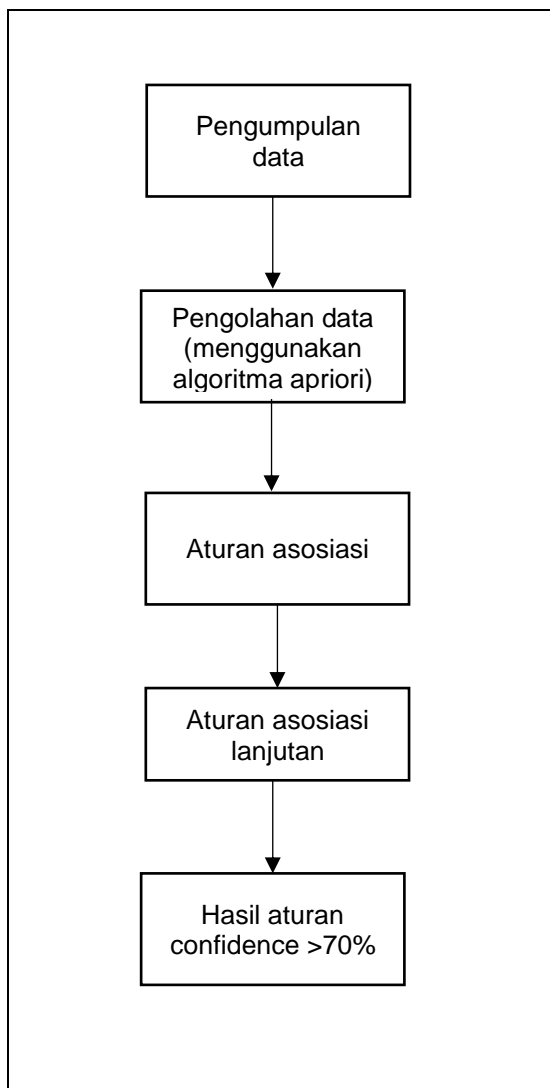 Pengumpulan
data
Pengolahan data
(menggunakan
algoritma apriori)
Aturan asosiasi
Aturan asosiasi
lanjutan
Hasil aturan
confidence >70%